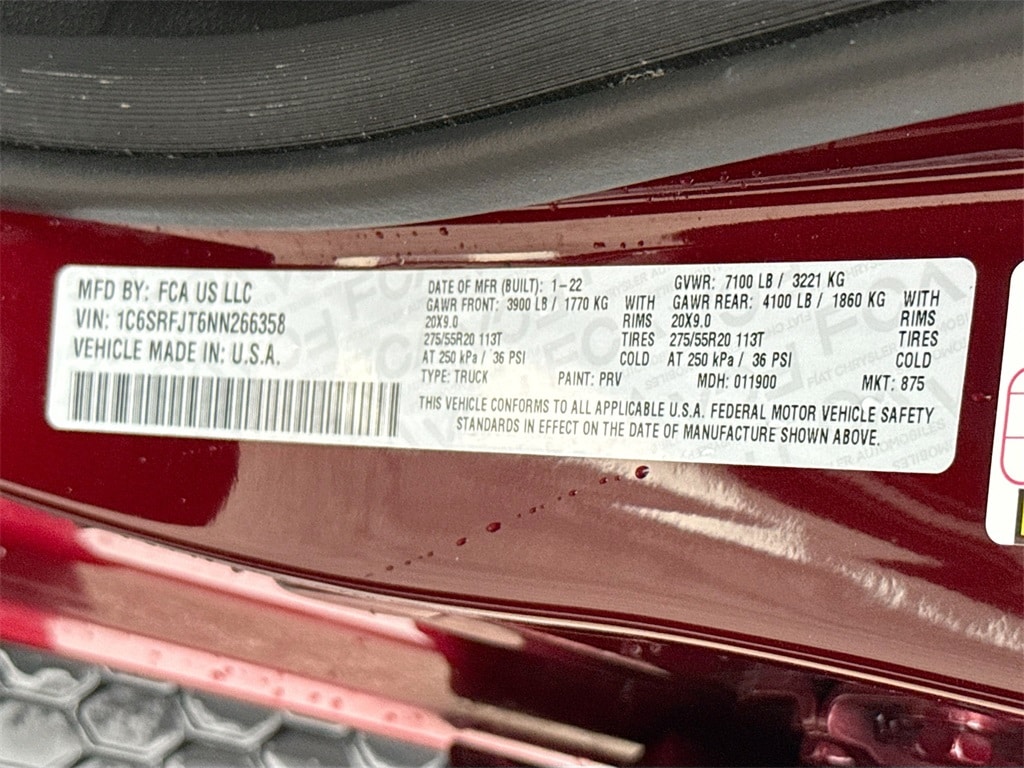 MFD BY: FCA US LLC
VIN: 1C6SRFJT6NN266358
VEHICLE MADE IN: U.S.A.
DATE OF MFR (BUILT): 1-22 GVWR: 7100 LB / 3221 KG
GAWR FRONT: 3900 LB / 1770 KG WITH GAWR REAR: 4100 LB / 1860 KG WITH
20X9.0 RIMS 20X9.0 RIMS
275/55R20 113T TIRES 275/55R20 113T TIRES
AT 250 kPa / 36 PSI COLD AT 250 kPa / 36 PSI COLD
TYPE: TRUCK PAINT: PRV MDH: 011900 MKT: 875
THIS VEHICLE CONFORMS TO ALL APPLICABLE U.S.A. FEDERAL MOTOR VEHICLE SAFETY
STANDARDS IN EFFECT ON THE DATE OF MANUFACTURE SHOWN ABOVE.